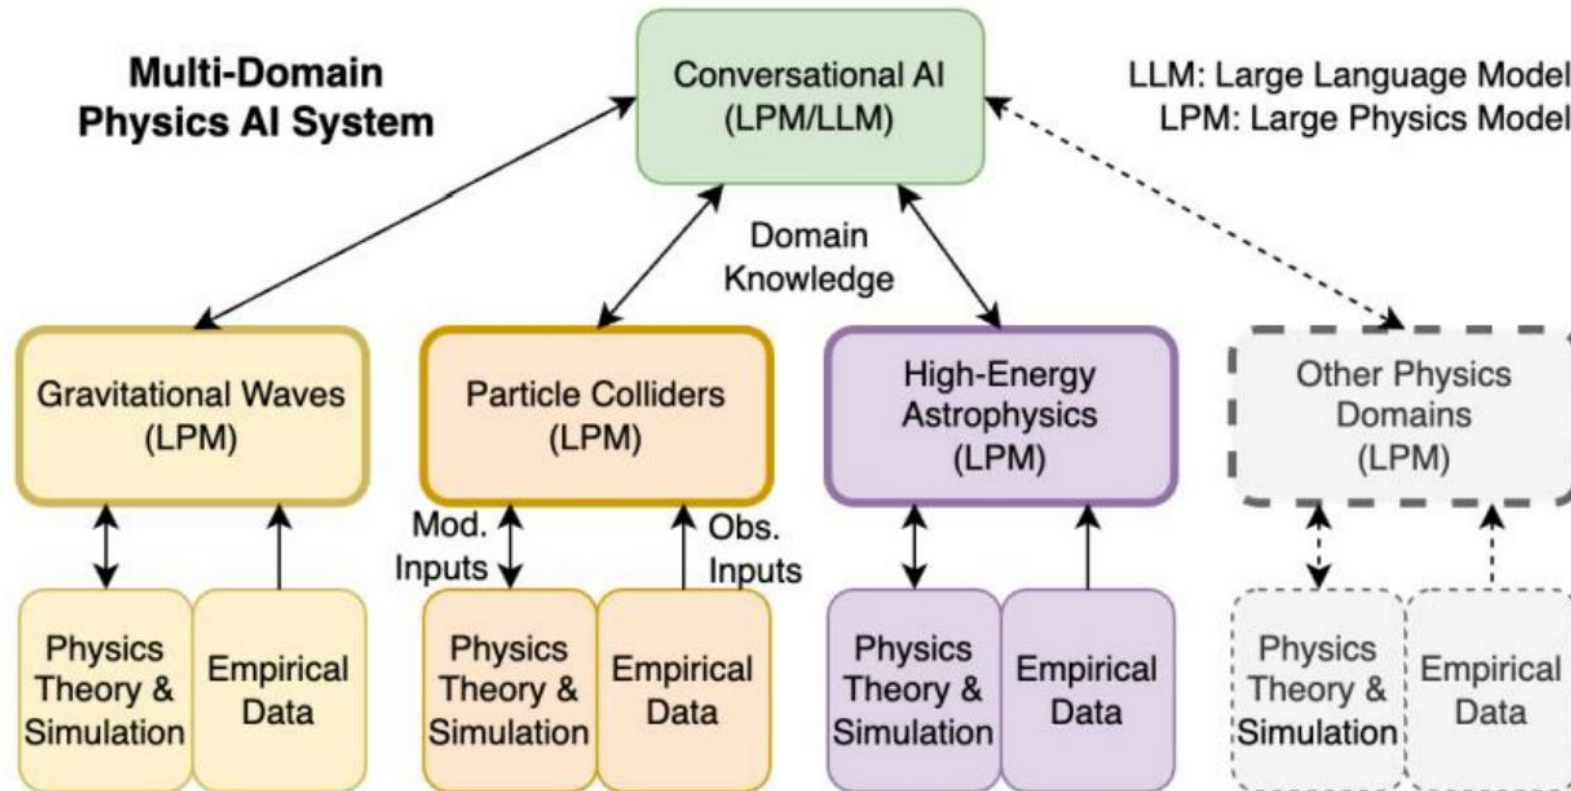 Multi-Domain
Physics AI System
Conversational AI
(LPM/LLM)
LLM: Large Language Model
LPM: Large Physics Model
Domain
Knowledge
Gravitational Waves
(LPM)
Particle Colliders
(LPM)
High-Energy
Astrophysics
(LPM)
Other Physics
Domains
(LPM)
Mod.
Inputs
Obs.
Inputs
Physics
Theory &
Simulation
Empirical
Data
Physics
Theory &
Simulation
Empirical
Data
Physics
Theory &
Simulation
Empirical
Data
Physics
Theory &
Simulation
Empirical
Data